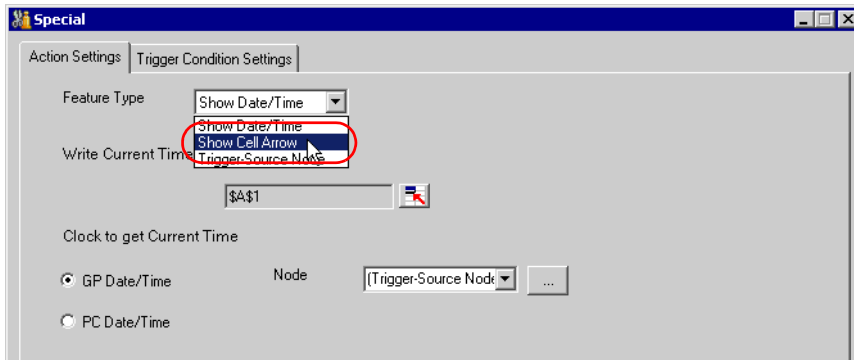 Special
Action Settings Trigger Condition Settings
Feature Type Show Date/Time
Show Date/Time
Show Cell Arrow
Write Current Time Trigger-Source Node
$A$1
Clock to get Current Time
GP Date/Time Node (Trigger-Source Node ...
PC Date/Time